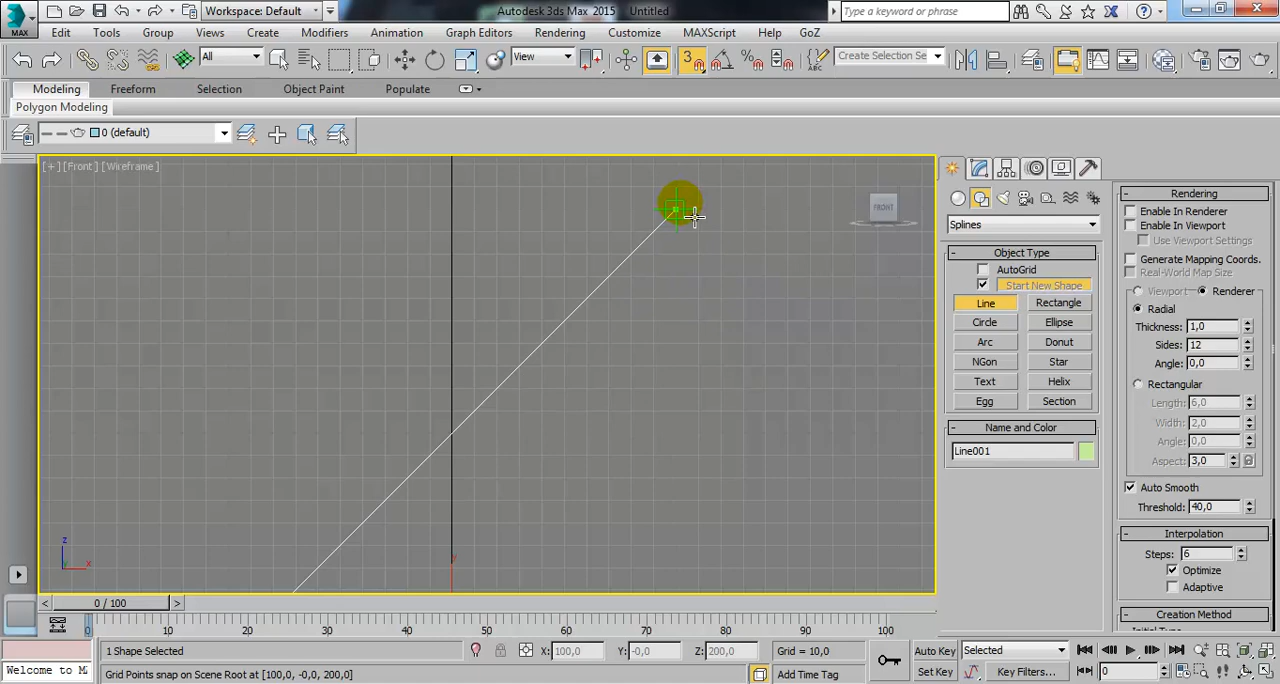 MAX
Workspace: Default
Autodesk 3ds Max 2015 Untitled
Type a keyword or phrase
Edit Tools Group Views Create Modifiers Animation Graph Editors Rendering Customize MAXScript Help GoZ
All View 3 Create Selection Se
Modeling Freeform Selection Object Paint Populate
Polygon Modeling
0 (default)
[+] [Front] [Wireframe]
FRONT
z
x
y
Splines
- Object Type
AutoGrid
Start New Shape
Line Rectangle
Circle Ellipse
Arc Donut
NGon Star
Text Helix
Egg Section
- Name and Color
Line001
- Rendering
Enable In Renderer
Enable In Viewport
Use Viewport Settings
Generate Mapping Coords.
Real-World Map Size
Viewport Renderer
Radial
Thickness: 1,0
Sides: 12
Angle: 0,0
Rectangular
Length: 6,0
Width: 2,0
Angle: 0,0
Aspect: 3,0
Auto Smooth
Threshold: 40,0
- Interpolation
Steps: 6
Optimize
Adaptive
- Creation Method
< 0 / 100 >
0 10 20 30 40 50 60 70 80 90 100
1 Shape Selected X: 100,0 Y: -0,0 Z: 200,0 Grid = 10,0 Auto Key Selected
Welcome to M Grid Points snap on Scene Root at [100,0, -0,0, 200,0] Add Time Tag Set Key Key Filters... 0